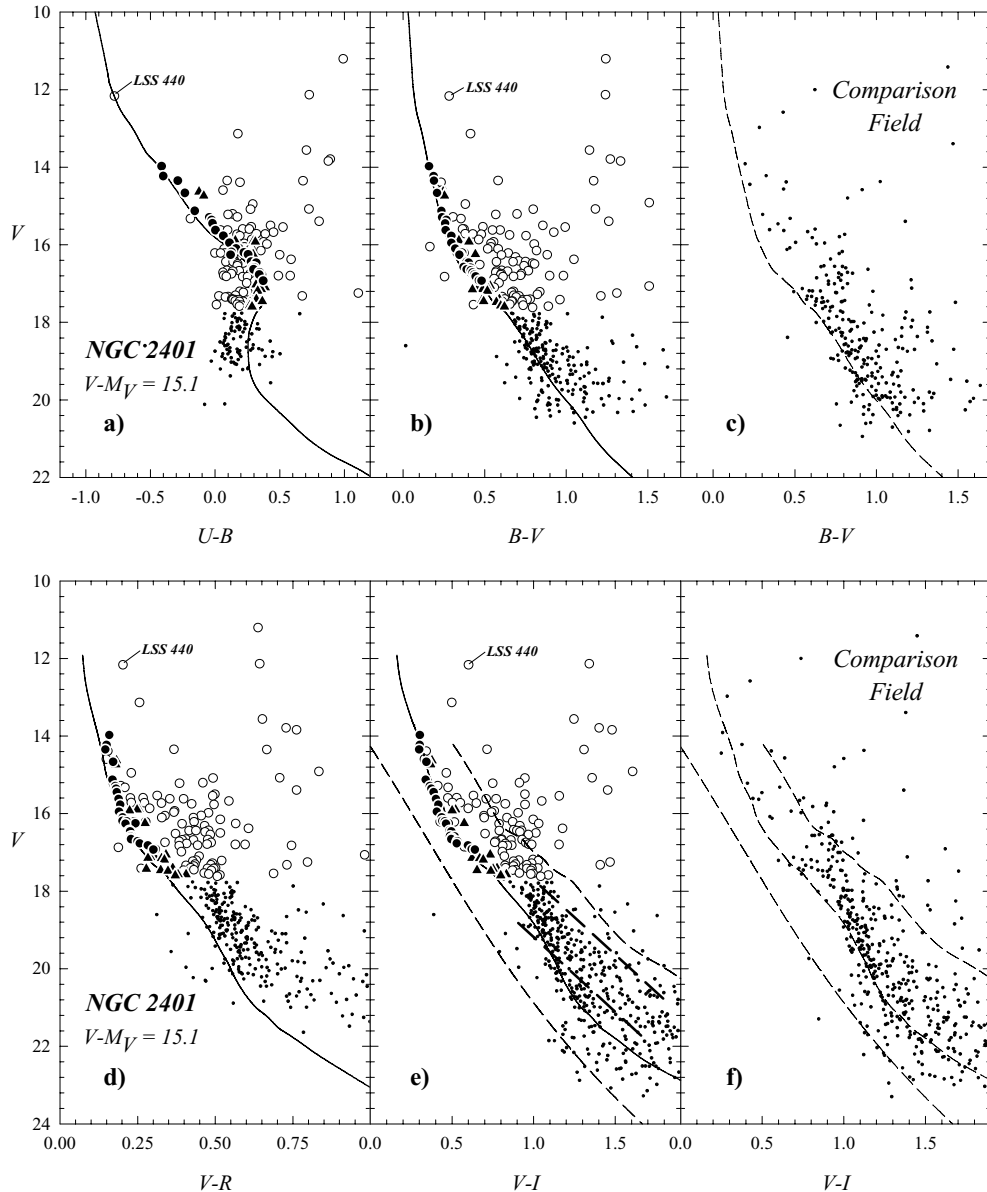 10
12
14
16
18
20
22
V
LSS 440
NGC 2401
V-MV = 15.1
a)
-1.0
-0.5
0.0
0.5
1.0
U-B
LSS 440
b)
0.0
0.5
1.0
1.5
B-V
Comparison
Field
c)
0.0
0.5
1.0
1.5
B-V
10
12
14
16
18
20
22
24
V
LSS 440
NGC 2401
V-MV = 15.1
d)
0.00
0.25
0.50
0.75
V-R
LSS 440
e)
0.0
0.5
1.0
1.5
V-I
Comparison
Field
f)
0.0
0.5
1.0
1.5
V-I